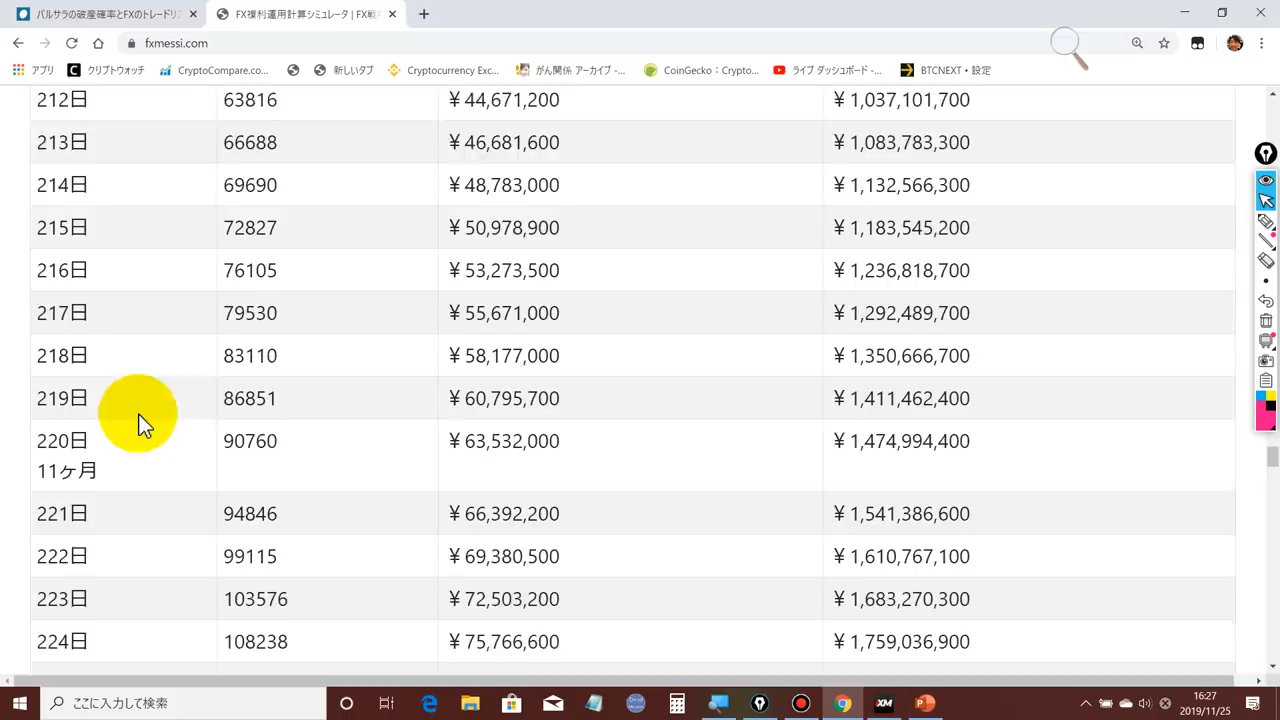 バルサラの破産確率とFXのトレードリス
FX複利運用計算シミュレータ | FX戦
fxmessi.com
アプリ
クリプトウォッチ
CryptoCompare.co...
新しいタブ
Cryptocurrency Exc...
がん関係 アーカイブ - ...
CoinGecko：Crypto...
ライブ ダッシュボード - ...
BTCNEXT • 設定
212日 63816 ￥44,671,200 ￥1,037,101,700
213日 66688 ￥46,681,600 ￥1,083,783,300
214日 69690 ￥48,783,000 ￥1,132,566,300
215日 72827 ￥50,978,900 ￥1,183,545,200
216日 76105 ￥53,273,500 ￥1,236,818,700
217日 79530 ￥55,671,000 ￥1,292,489,700
218日 83110 ￥58,177,000 ￥1,350,666,700
219日 86851 ￥60,795,700 ￥1,411,462,400
220日 90760 ￥63,532,000 ￥1,474,994,400
11ヶ月
221日 94846 ￥66,392,200 ￥1,541,386,600
222日 99115 ￥69,380,500 ￥1,610,767,100
223日 103576 ￥72,503,200 ￥1,683,270,300
224日 108238 ￥75,766,600 ￥1,759,036,900
ここに入力して検索
XM
16:27
2019/11/25